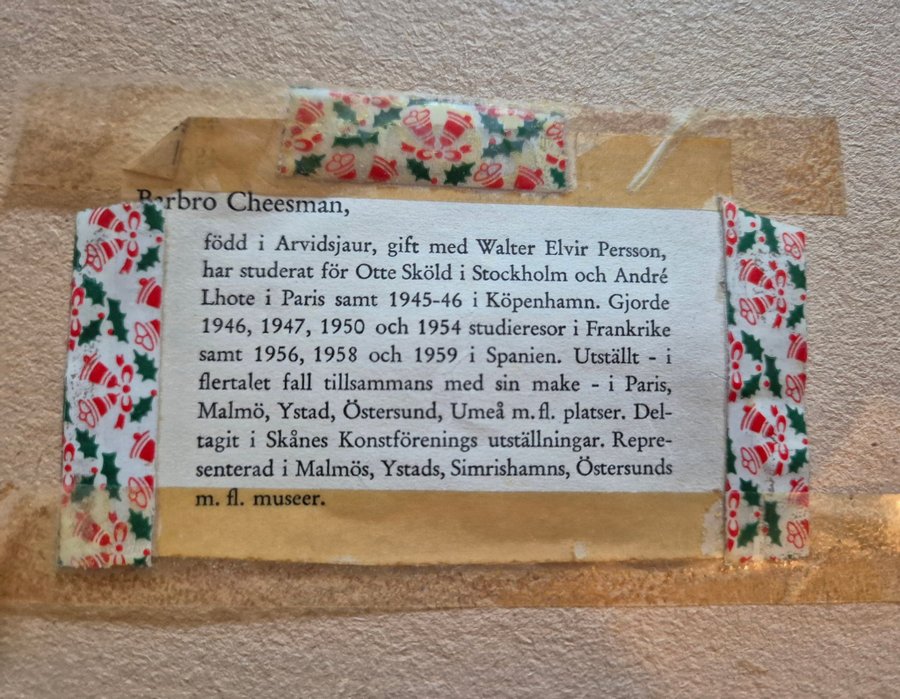 Barbro Cheesman,
född i Arvidsjaur, gift med Walter Elvir Persson,
har studerat för Otte Sköld i Stockholm och André
Lhote i Paris samt 1945-46 i Köpenhamn. Gjorde
1946, 1947, 1950 och 1954 studieresor i Frankrike
samt 1956, 1958 och 1959 i Spanien. Utställt - i
flertalet fall tillsammans med sin make - i Paris,
Malmö, Ystad, Östersund, Umeå m. fl. platser. Del-
tagit i Skånes Konstförenings utställningar. Repre-
senterad i Malmös, Ystads, Simrishamns, Östersunds
m. fl. museer.